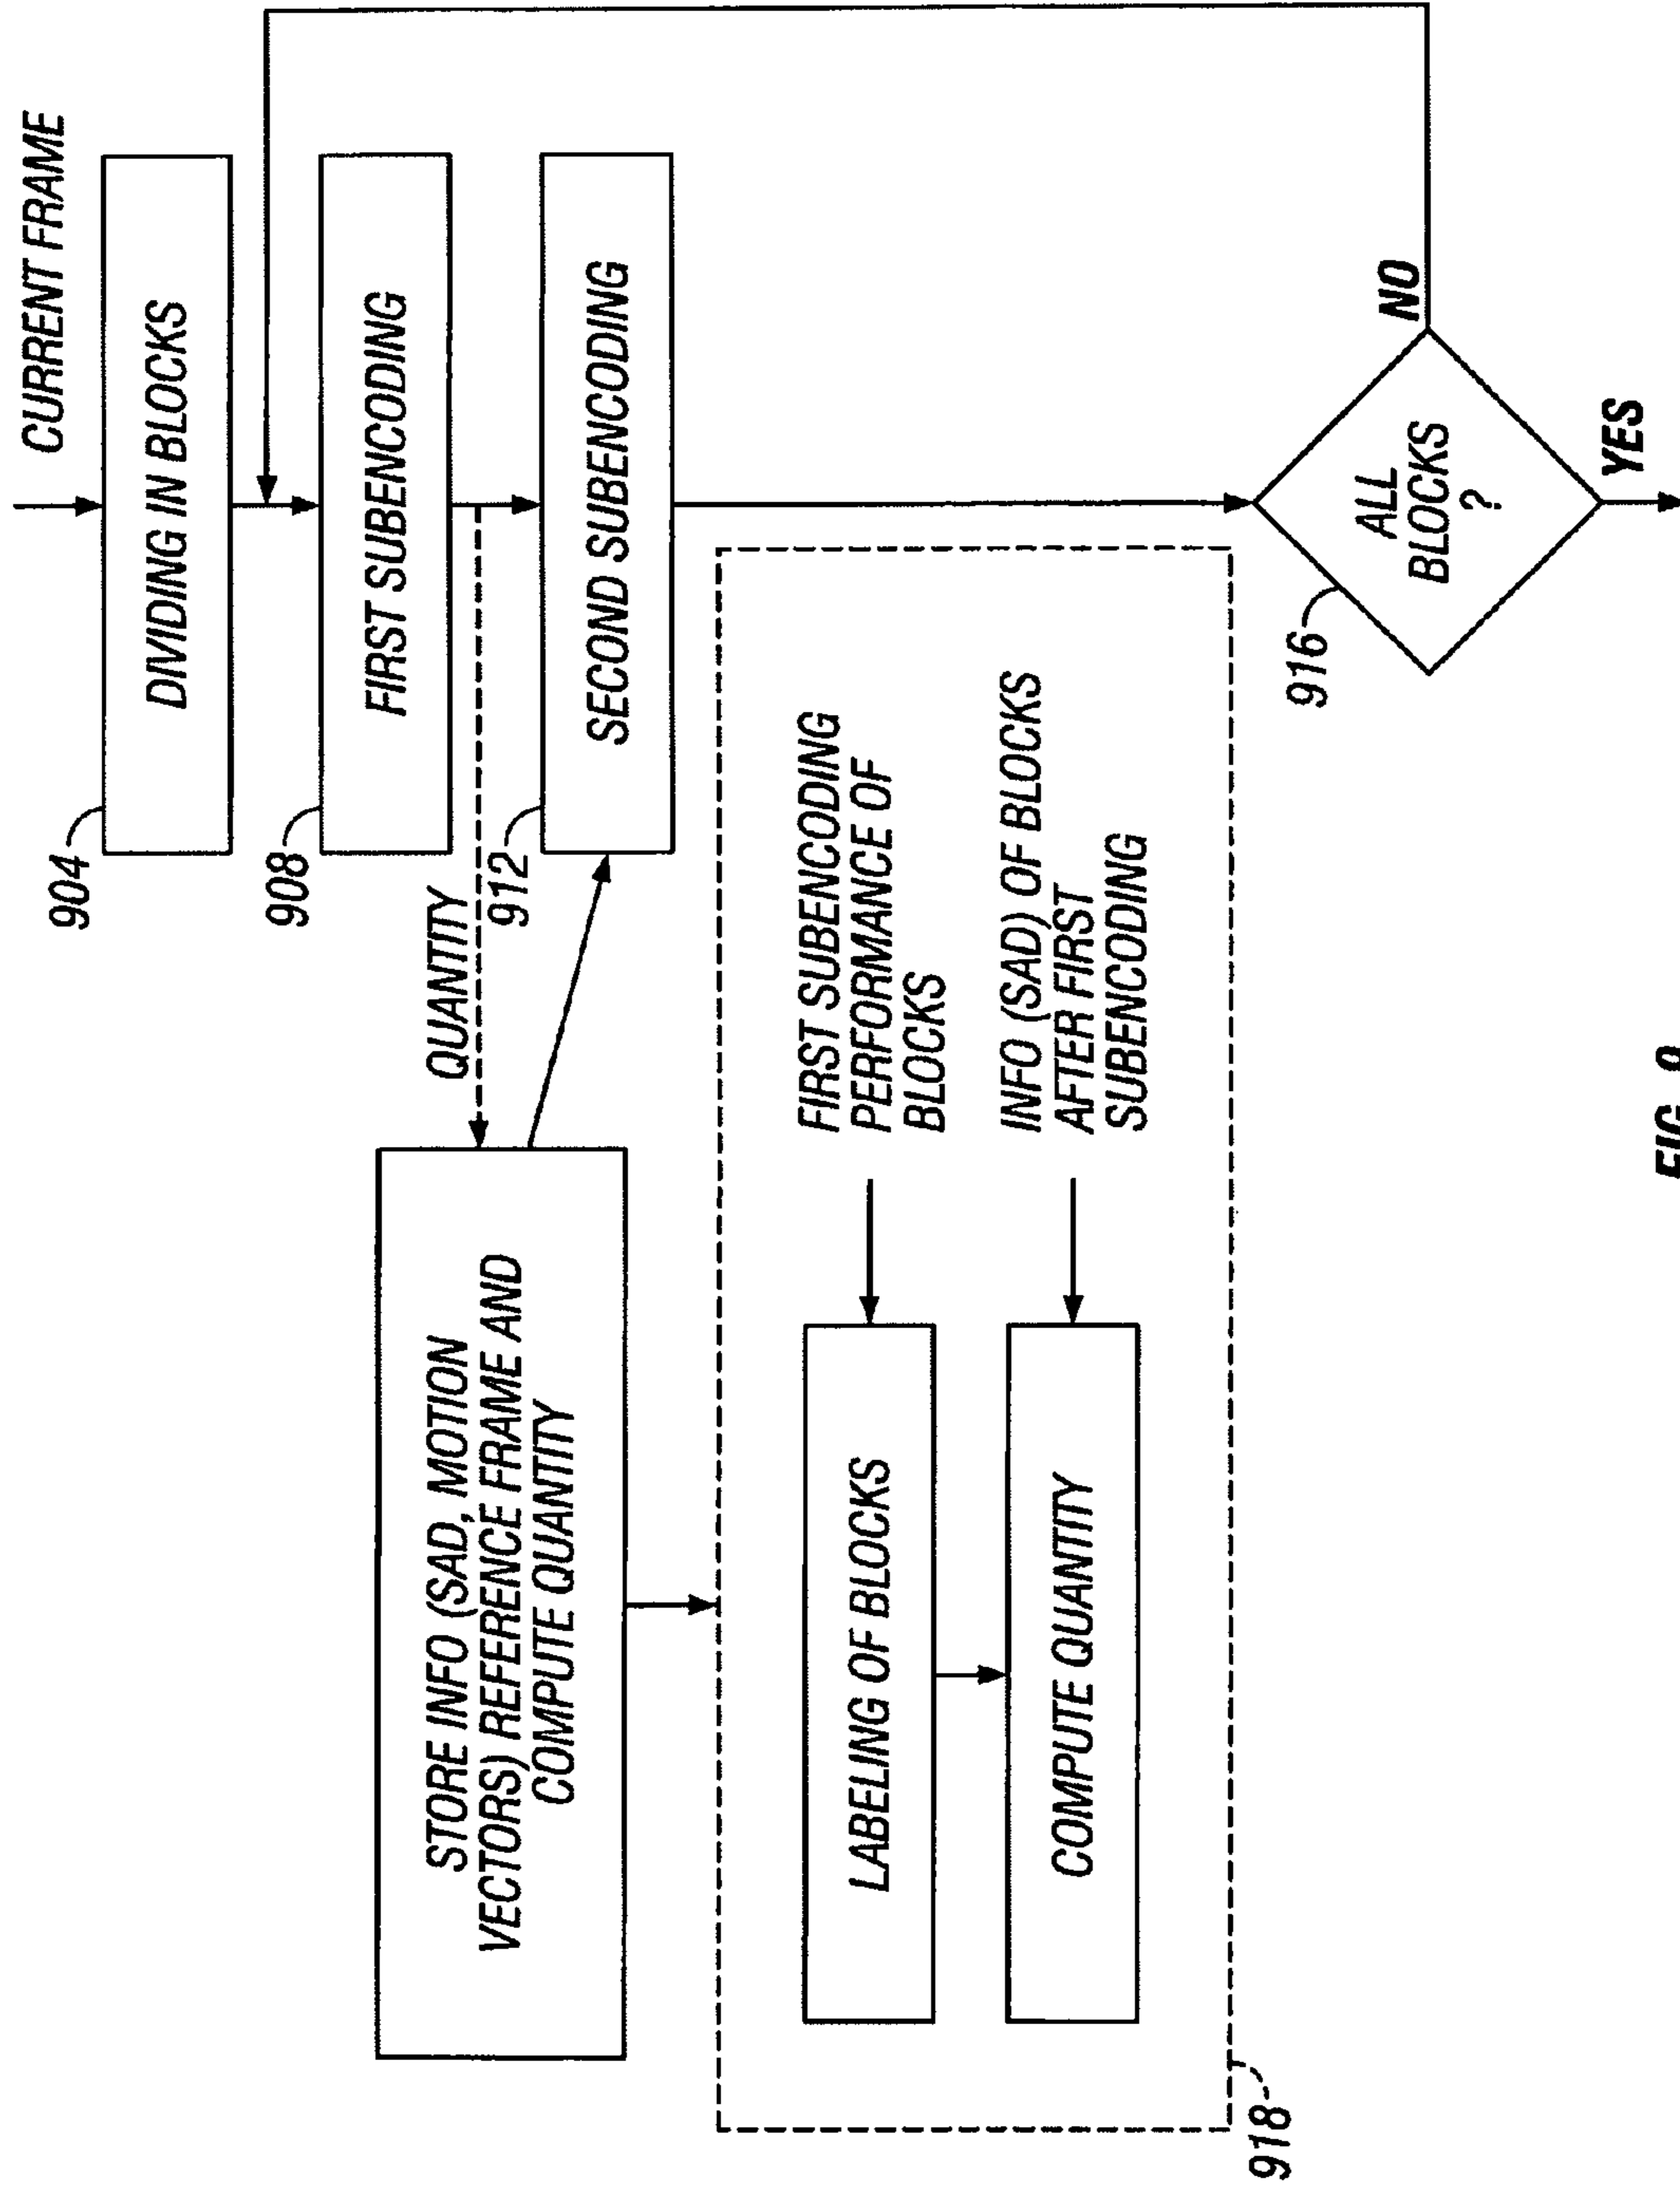 CURRENT FRAME
904
DIVIDING IN BLOCKS
908
FIRST SUBENCODING
QUANTITY
912
SECOND SUBENCODING
STORE INFO (SAD, MOTION
VECTORS) REFERENCE FRAME AND
COMPUTE QUANTITY
LABELING OF BLOCKS
FIRST SUBENCODING
PERFORMANCE OF
BLOCKS
COMPUTE QUANTITY
INFO (SAD) OF BLOCKS
AFTER FIRST
SUBENCODING
918
916
ALL
BLOCKS
?
NO
YES
FIG. 9